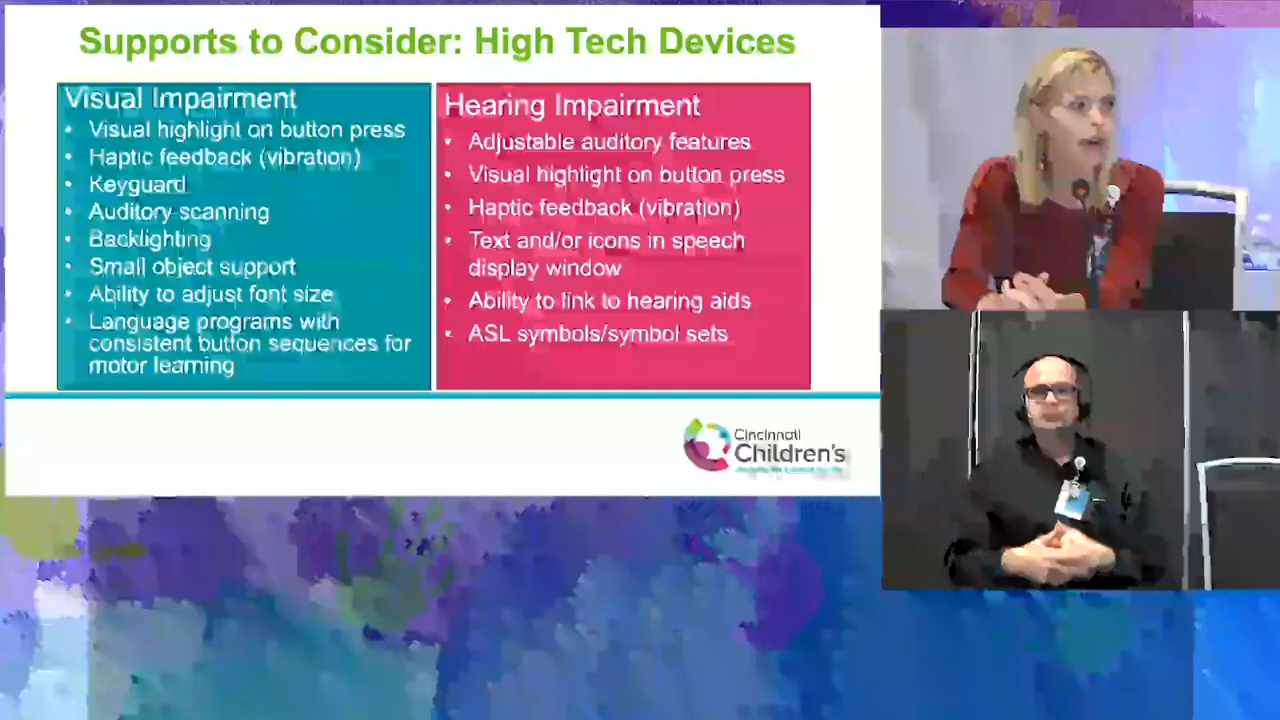 Supports to Consider: High Tech Devices
Visual Impairment
• Visual highlight on button press
• Haptic feedback (vibration)
• Keyguard
• Auditory scanning
• Backlighting
• Small object support
• Ability to adjust font size
• Language programs with
consistent button sequences for
motor learning
Hearing Impairment
• Adjustable auditory features
• Visual highlight on button press
• Haptic feedback (vibration)
• Text and/or icons in speech
display window
• Ability to link to hearing aids
• ASL symbols/symbol sets
Cincinnati
Children's